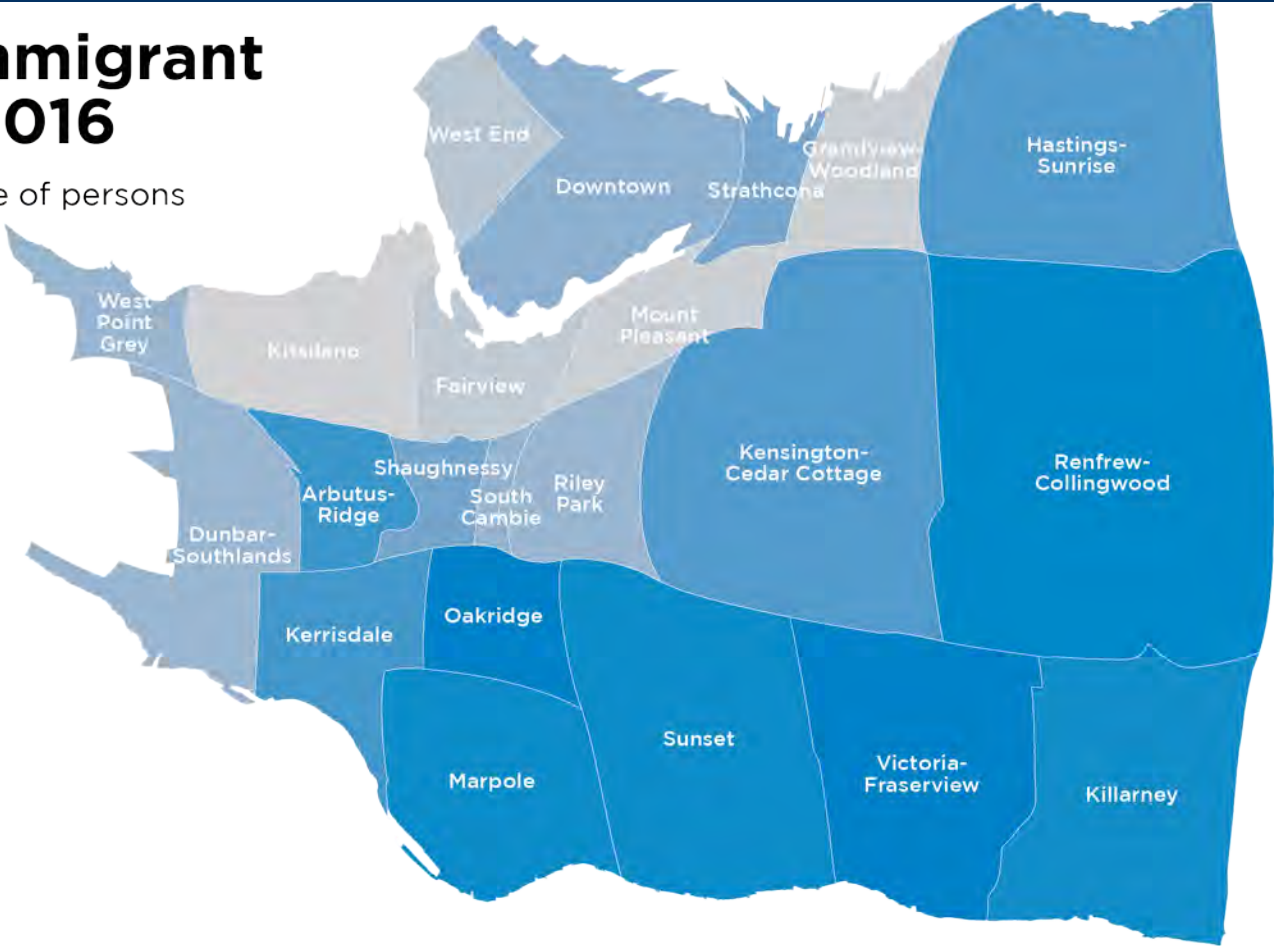 mmigrant
2016
e of persons
West End
Downtown
Strathcona
Grandview-
Woodland
Hastings-
Sunrise
West
Point
Grey
Kitsilano
Fairview
Mount
Pleasant
Shaughnessy
Arbutus-
Ridge
South
Cambie
Riley
Park
Kensington-
Cedar Cottage
Renfrew-
Collingwood
Dunbar-
Southlands
Kerrisdale
Oakridge
Marpole
Sunset
Victoria-
Fraserview
Killarney